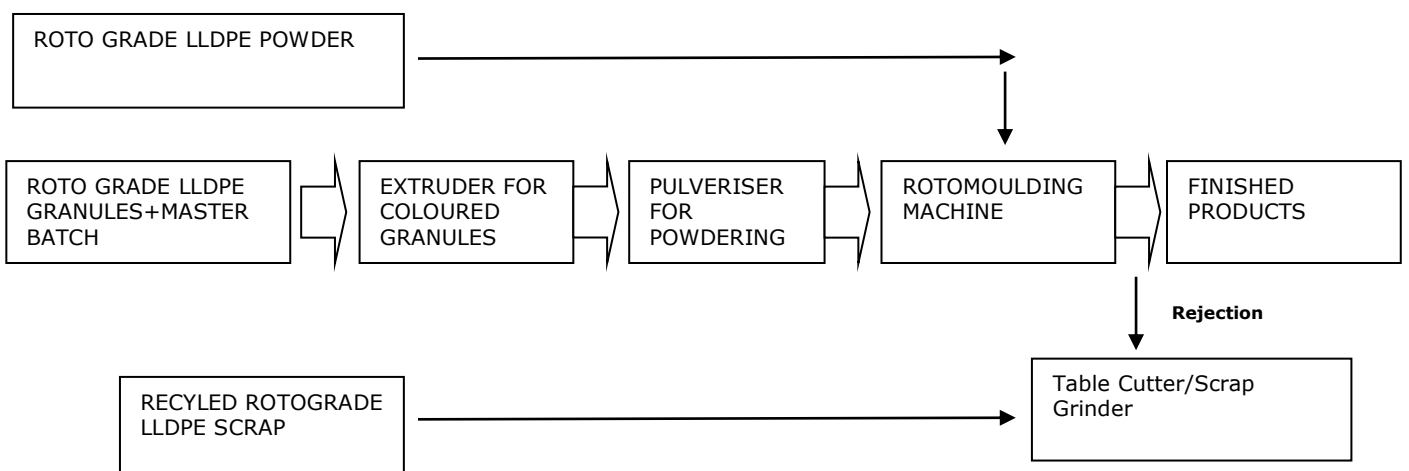 ROTO GRADE LLDPE POWDER
ROTO GRADE LLDPE
GRANULES+MASTER
BATCH
EXTRUDER FOR
COLOURED
GRANULES
PULVERISER
FOR
POWDERING
ROTOMOULDING
MACHINE
FINISHED
PRODUCTS
Rejection
Table Cutter/Scrap
Grinder
RECYLED ROTOGRADE
LLDPE SCRAP